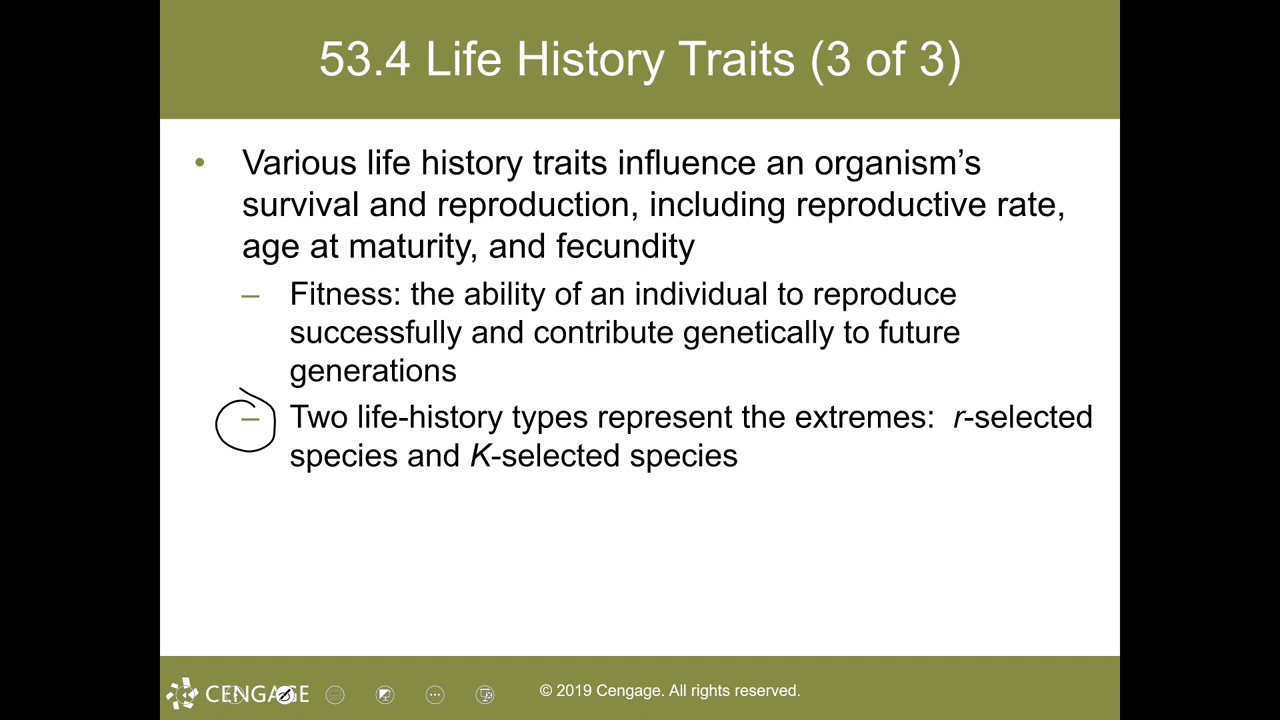 53.4 Life History Traits (3 of 3)
• Various life history traits influence an organism’s
survival and reproduction, including reproductive rate,
age at maturity, and fecundity
– Fitness: the ability of an individual to reproduce
successfully and contribute genetically to future
generations
– Two life-history types represent the extremes: r-selected
species and K-selected species
CENGAGE
© 2019 Cengage. All rights reserved.